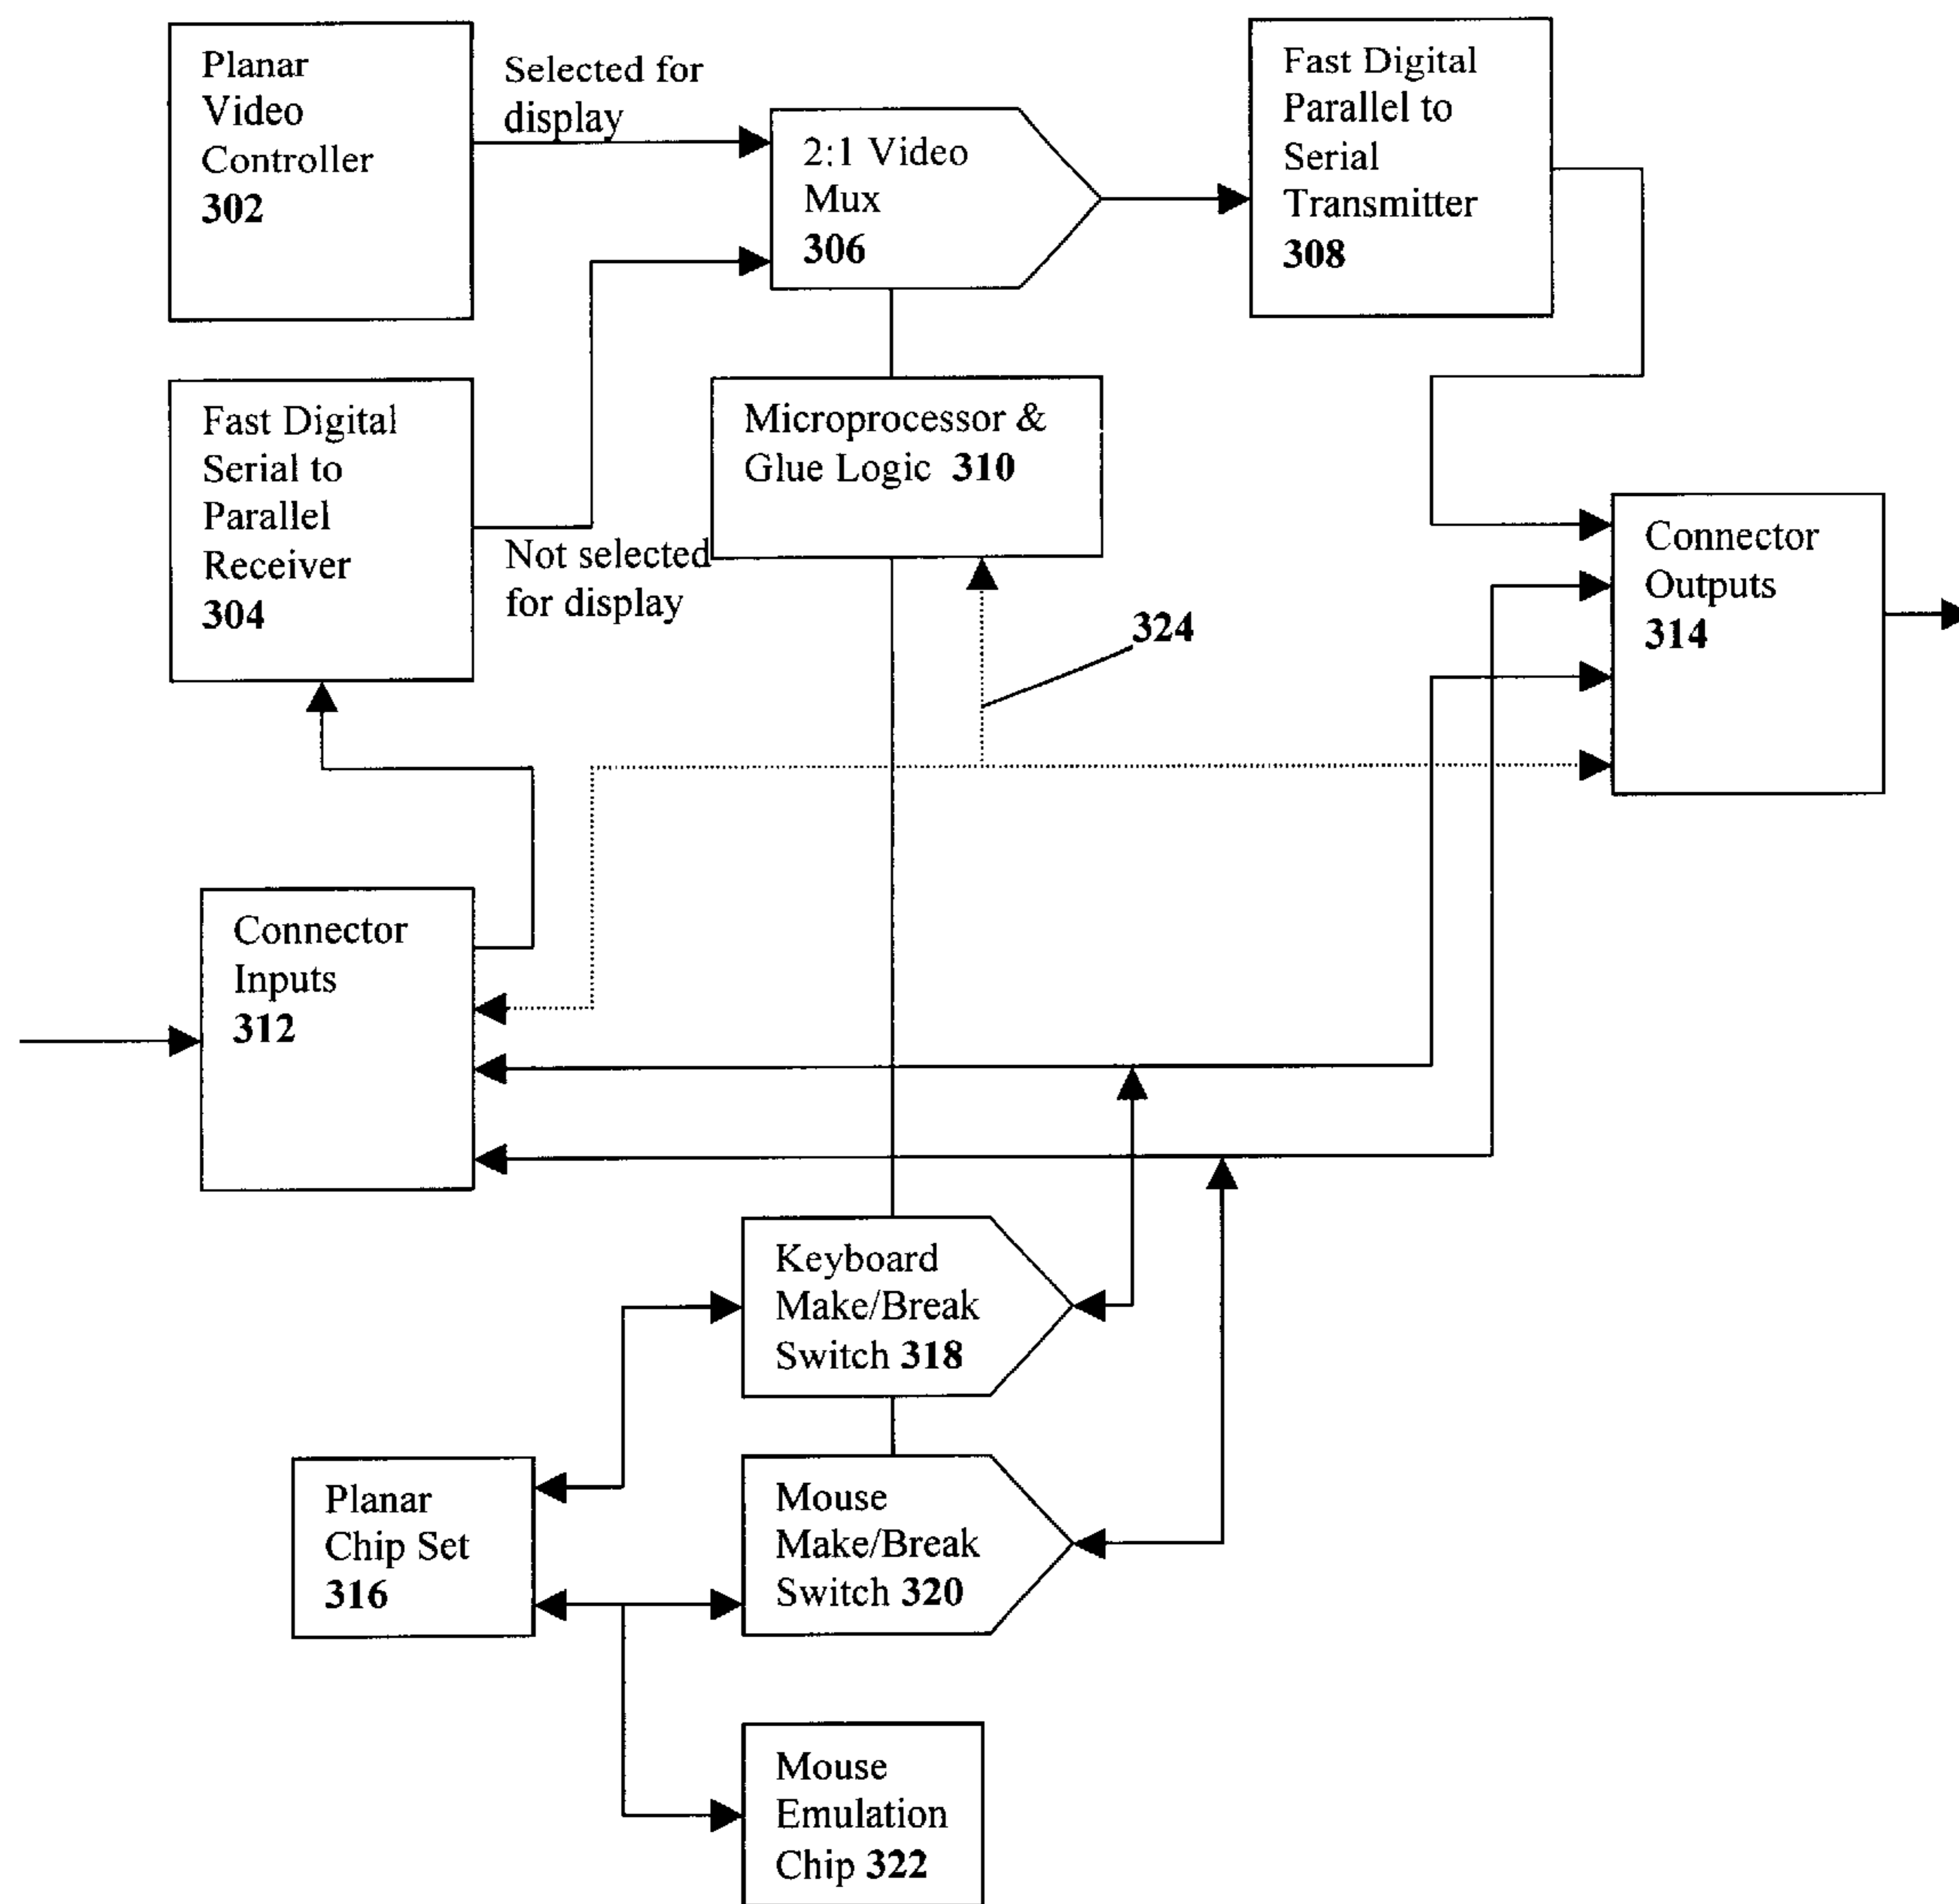 Planar
Video
Controller
302
Selected for
display
2:1 Video
Mux
306
Fast Digital
Parallel to
Serial
Transmitter
308
Fast Digital
Serial to
Parallel
Receiver
304
Not selected
for display
Microprocessor &
Glue Logic 310
324
Connector
Outputs
314
Connector
Inputs
312
Keyboard
Make/Break
Switch 318
Planar
Chip Set
316
Mouse
Make/Break
Switch 320
Mouse
Emulation
Chip 322